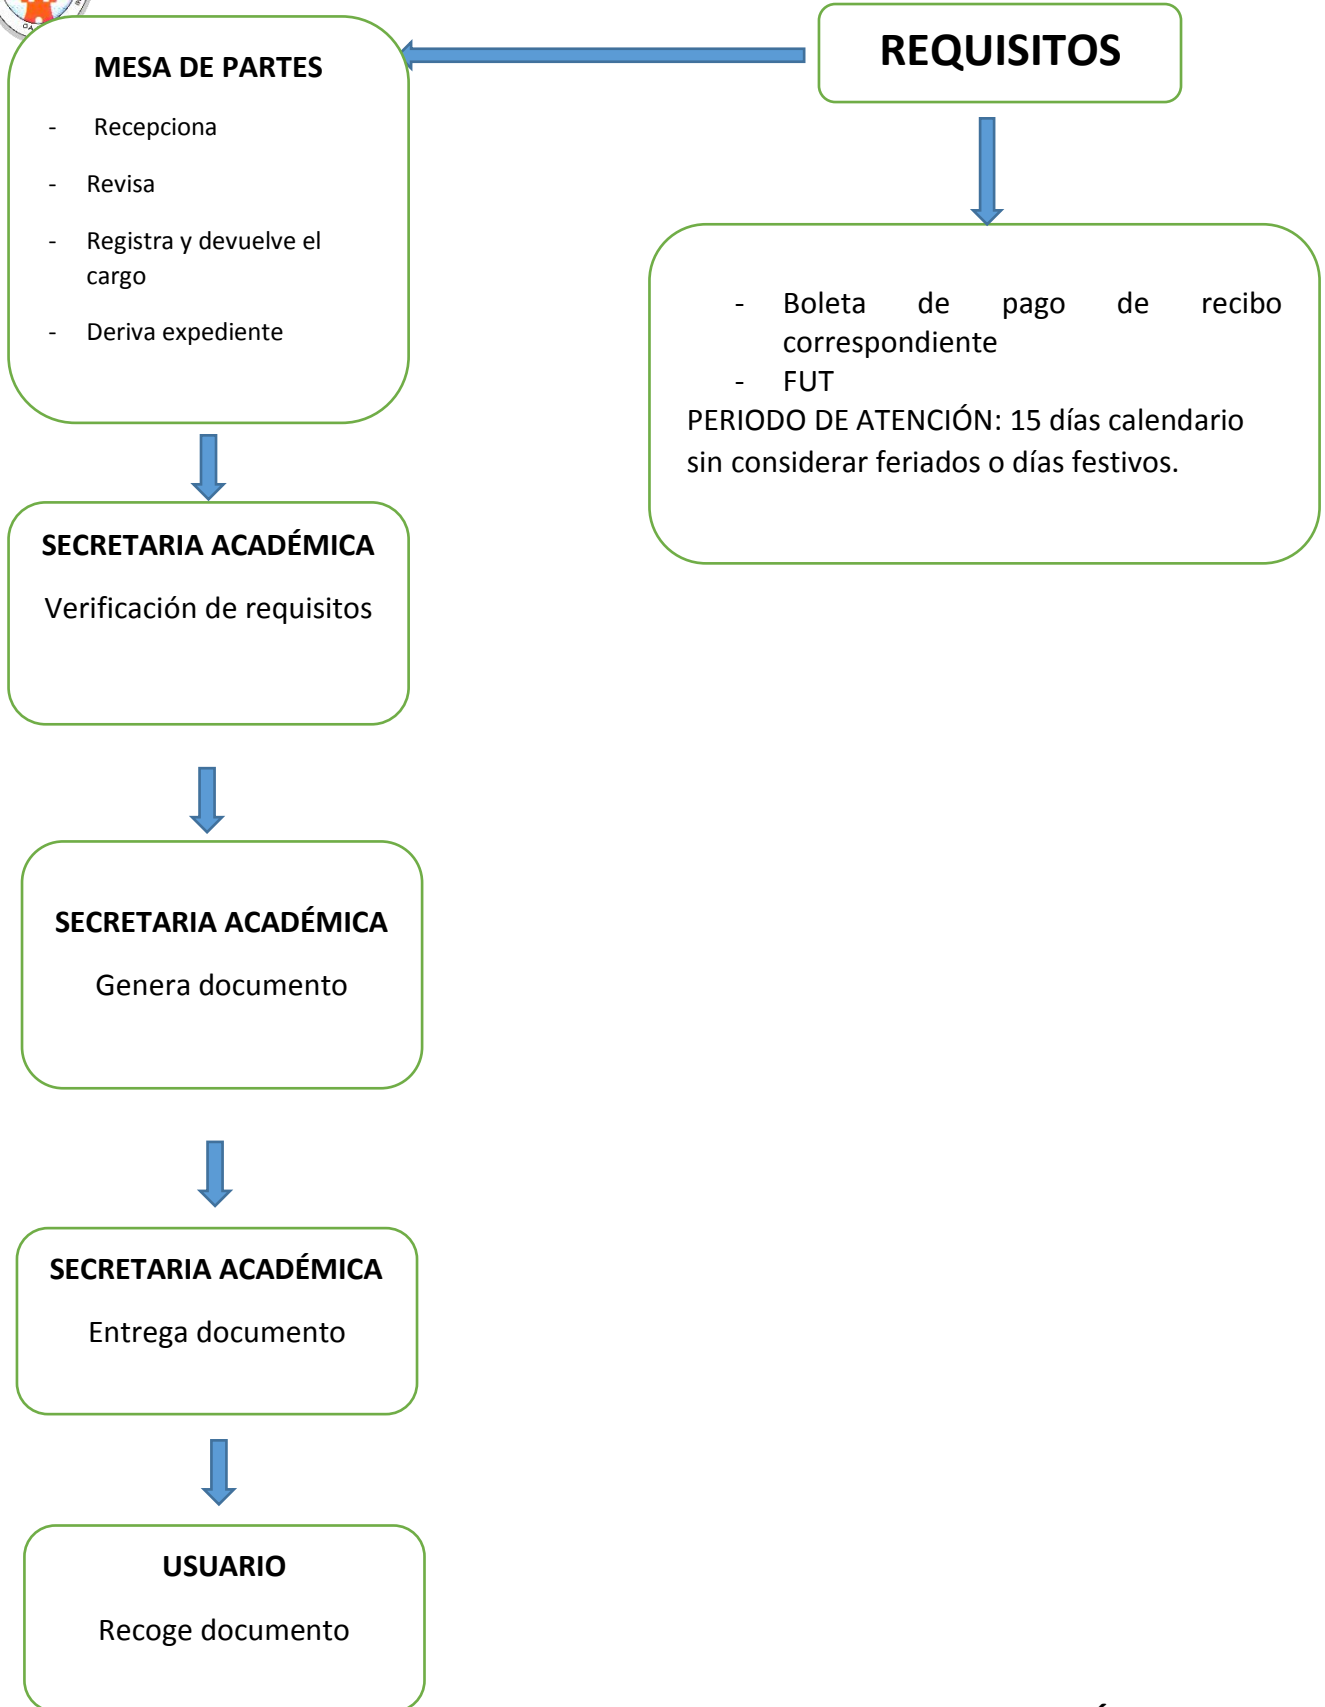 REQUISITOS
MESA DE PARTES
- Recepciona
- Revisa
- Registra y devuelve el
cargo
- Deriva expediente
- Boleta de pago de recibo
correspondiente
- FUT
PERIODO DE ATENCIÓN: 15 días calendario
sin considerar feriados o días festivos.
SECRETARIA ACADÉMICA
Verificación de requisitos
SECRETARIA ACADÉMICA
Genera documento
SECRETARIA ACADÉMICA
Entrega documento
USUARIO
Recoge documento